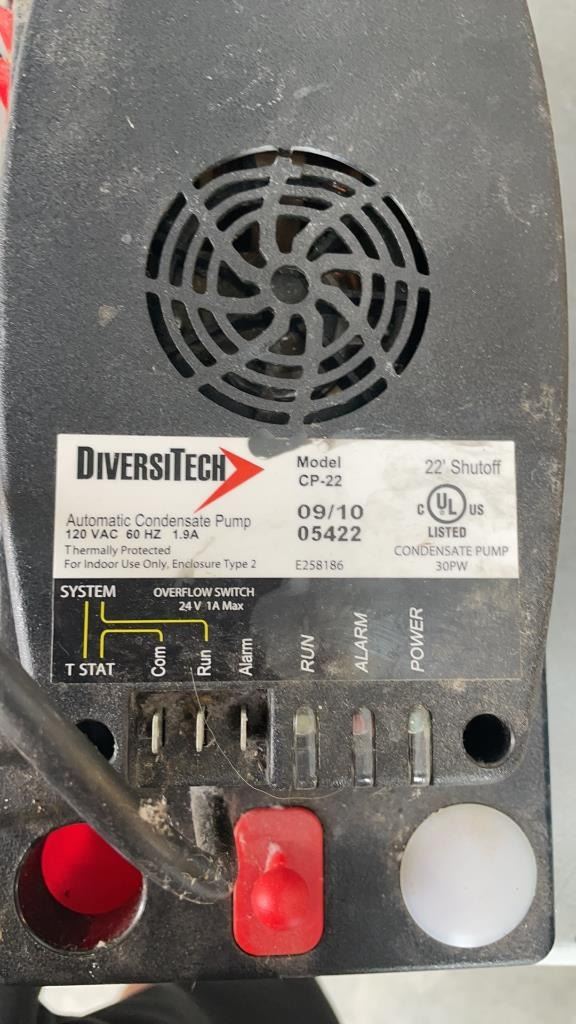 DIVERSITECH
Model
CP-22
22' Shutoff
Automatic Condensate Pump
120 VAC 60 HZ 1.9A
Thermally Protected
For Indoor Use Only, Enclosure Type 2
09/10
05422
E258186
C UL US
LISTED
CONDENSATE PUMP
30PW
SYSTEM
OVERFLOW SWITCH
24 V 1A Max
T STAT
Com
Run
Alarm
RUN
ALARM
POWER